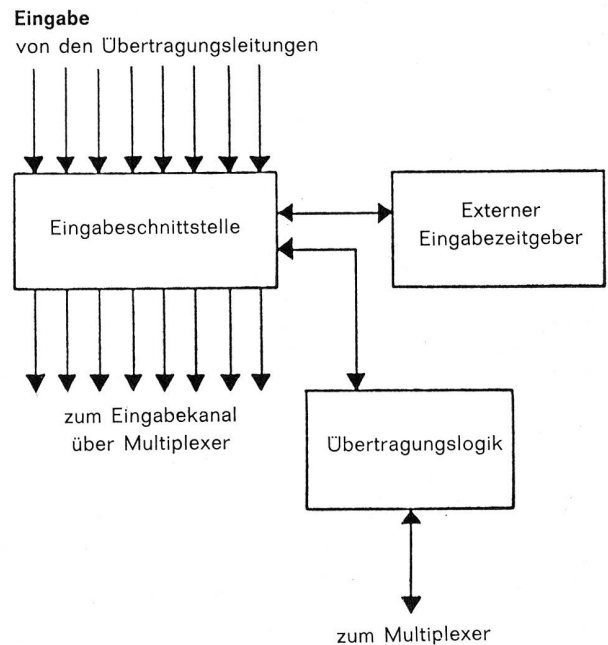 Eingabe
von den Übertragungsleitungen
Eingabeschnittstelle
Externer
Eingabezeitgeber
zum Eingabekanal
über Multiplexer
Übertragungslogik
zum Multiplexer